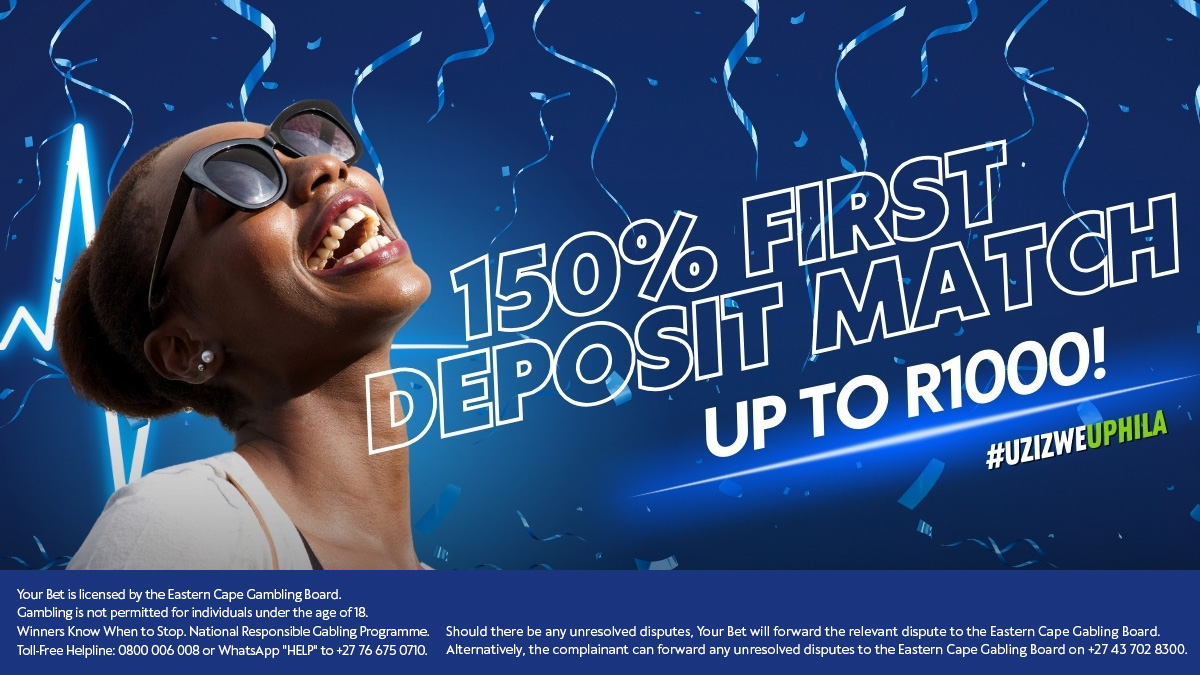 150% FIRST
DEPOSIT MATCH
UP TO R1000!
#UZIZWEUPHILA
Your Bet is licensed by the Eastern Cape Gambling Board.
Gambling is not permitted for individuals under the age of 18.
Winners Know When to Stop. National Responsible Gabling Programme.
Toll-Free Helpline: 0800 006 008 or WhatsApp "HELP" to +27 76 675 0710.
Should there be any unresolved disputes, Your Bet will forward the relevant dispute to the Eastern Cape Gabling Board.
Alternatively, the complainant can forward any unresolved disputes to the Eastern Cape Gabling Board on +27 43 702 8300.